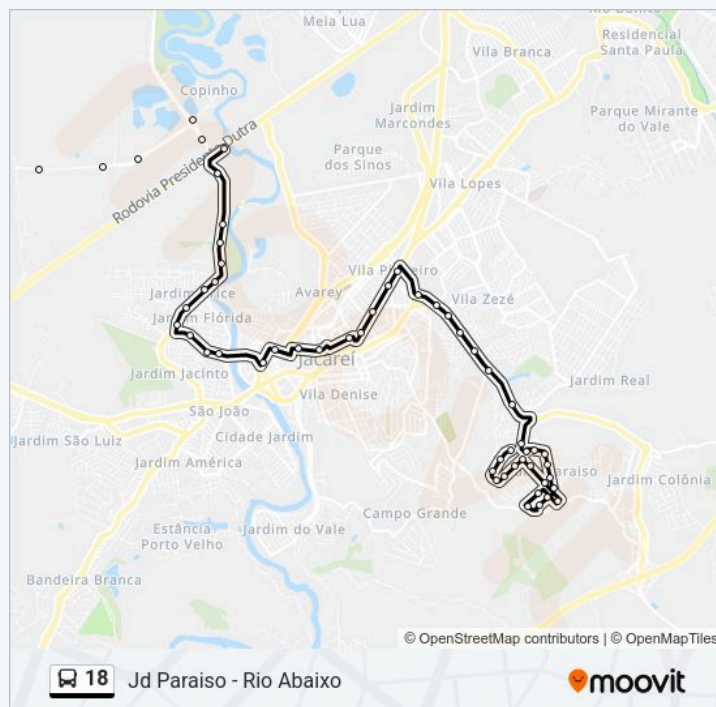 Meia Lua
Vila Branca
Residencial
Santa Paula
Copinho
Jardim
Marcondes
Parque Mirante
do Vale
Parque
dos Sinos
Rodovia Presidente Dutra
Vila Lopes
Vila Pinheiro
Avarey
Vila Zezé
Jardim Flórida
Jacareí
Jardim Jacinto
Vila Denise
Jardim Real
São João
Cidade Jardim
Jardim São Luiz
Jardim América
Jardim Colônia
Campo Grande
Estância
Porto Velho
Jardim do Vale
Bandeira Branca
© OpenStreetMap contributors | © OpenMapTiles
18 Jd Paraiso - Rio Abaixo
moovit